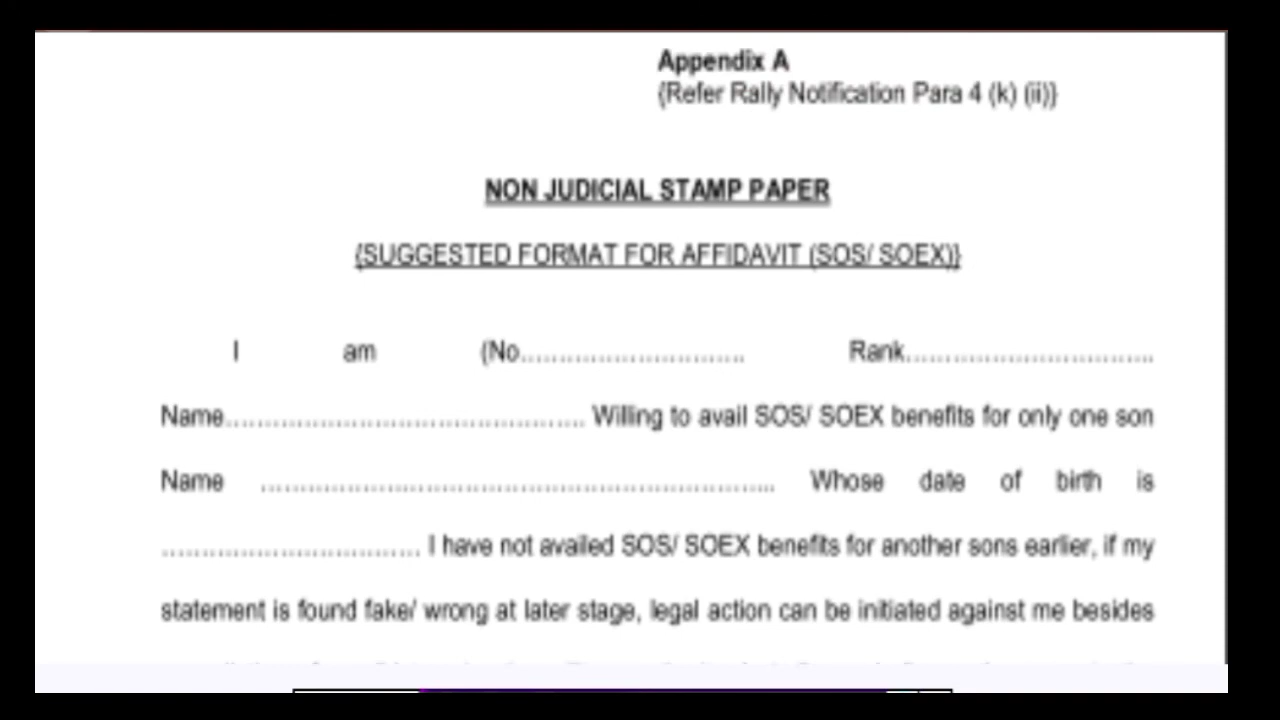 Appendix A
{Refer Rally Notification Para 4 (k) (ii)}
NON JUDICIAL STAMP PAPER
{SUGGESTED FORMAT FOR AFFIDAVIT (SOS/ SOEX)}
I am (No............................ Rank................................
Name............................................. Willing to avail SOS/ SOEX benefits for only one son
Name ................................................................. Whose date of birth is
................................. I have not availed SOS/ SOEX benefits for another sons earlier, if my
statement is found fake/ wrong at later stage, legal action can be initiated against me besides